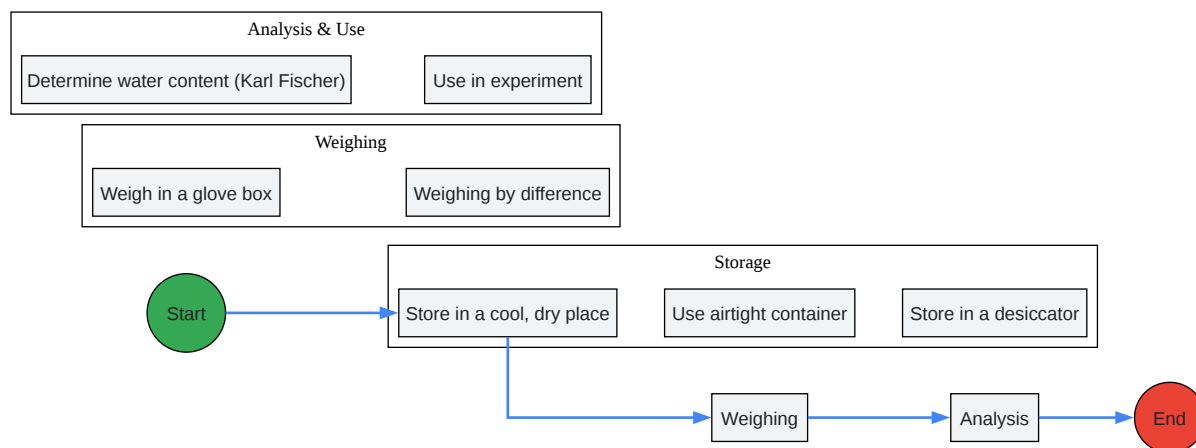 Analysis & Use
Determine water content (Karl Fischer)
Use in experiment
Weighing
Weigh in a glove box
Weighing by difference
Storage
Start
Store in a cool, dry place
Use airtight container
Store in a desiccator
Weighing
Analysis
End